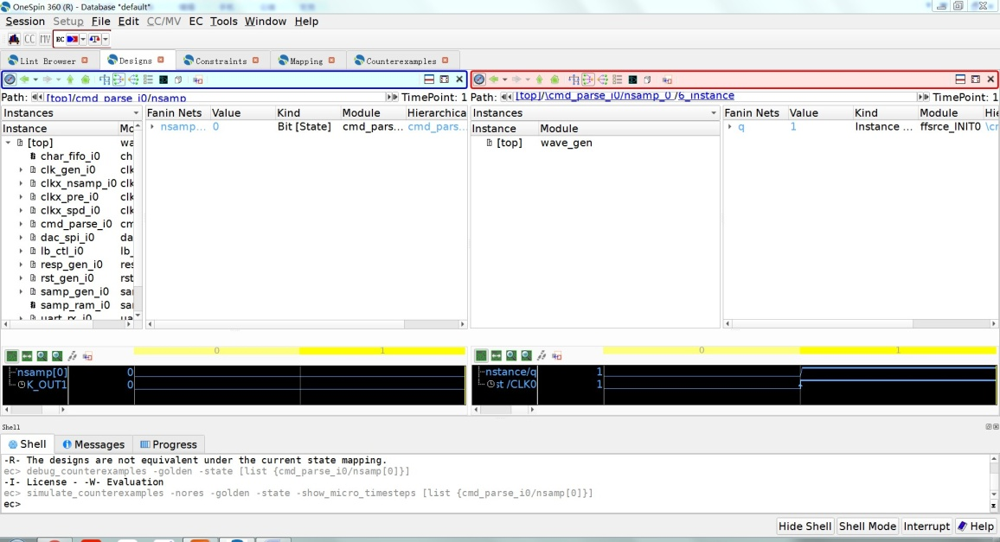 OneSpin 360 (R) - Database "default"
Session Setup File Edit CC/MV EC Tools Window Help
CC MV EC
Lint Browser Designs Constraints Mapping Counterexamples
Path: [top]/cmd_parse_i0/nsamp TimePoint: 1 Path: [top]/\cmd_parse_i0/nsamp_0 /6_instance TimePoint: 1
Instances Fanin Nets Value Kind Module Hierarchica Instances Fanin Nets Value Kind Module Hie
Instance Mc nsamp... 0 Bit [State] cmd_pars... cmd_pars... Instance Module q 1 Instance ... ffsrce_INIT0 \cr
[top] wa [top] wave_gen
char_fifo_i0 ch
clk_gen_i0 clk
clkx_nsamp_i0 clk
clkx_pre_i0 clk
clkx_spd_i0 clk
cmd_parse_i0 cm
dac_spi_i0 da
lb_ctl_i0 lb_
resp_gen_i0 res
rst_gen_i0 rst
samp_gen_i0 sai
samp_ram_i0 sai
uart_rx_i0 ua
0 1 0 1
nsamp[0] 0 nstance/q 1
K_OUT1 0 st /CLK0 1
Shell
Shell Messages Progress
-R- The designs are not equivalent under the current state mapping.
ec> debug_counterexamples -golden -state [list {cmd_parse_i0/nsamp[0]}]
-I- License - -W- Evaluation
ec> simulate_counterexamples -nores -golden -state -show_micro_timesteps [list {cmd_parse_i0/nsamp[0]}]
ec>
Hide Shell Shell Mode Interrupt Help